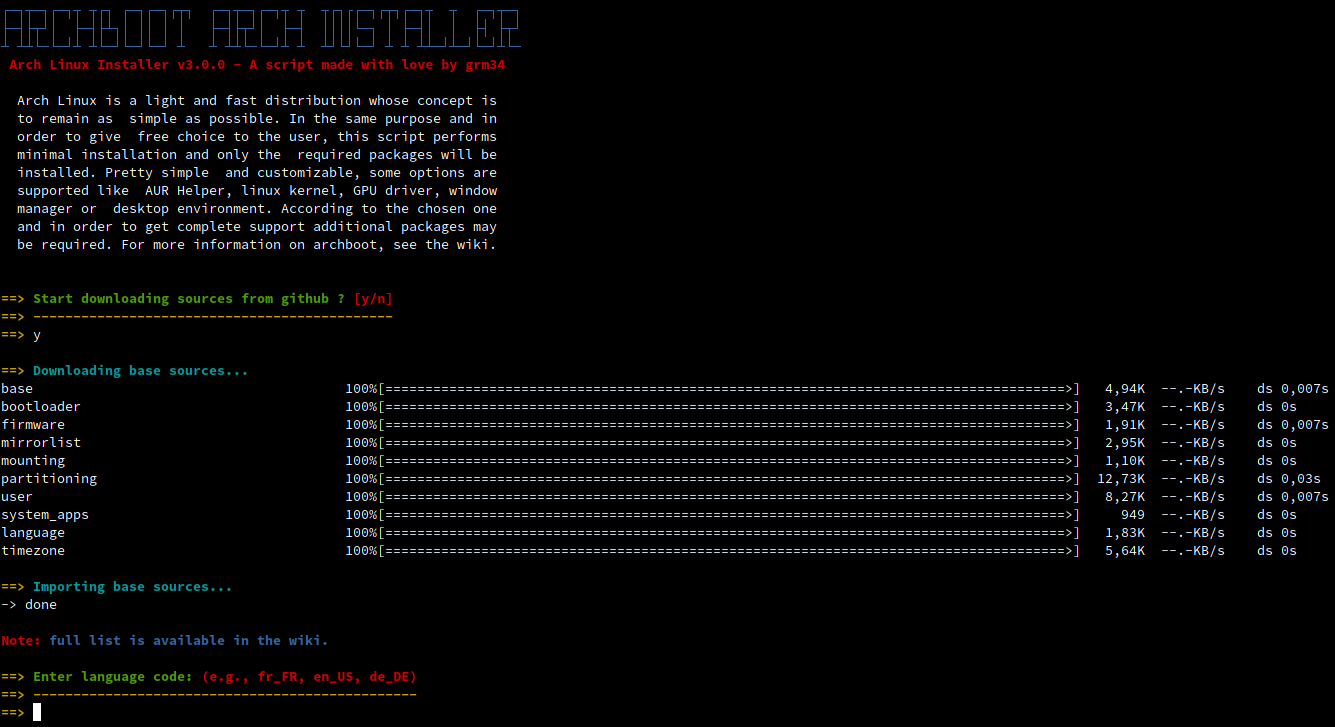 ARCHBOOT ARCH INSTALLER
Arch Linux Installer v3.0.0 - A script made with love by grm34
Arch Linux is a light and fast distribution whose concept is
to remain as  simple as possible. In the same purpose and in
order to give  free choice to the user, this script performs
minimal installation and only the  required packages will be
installed. Pretty simple  and customizable, some options are
supported like  AUR Helper, linux kernel, GPU driver, window
manager or  desktop environment. According to the chosen one
and in order to get complete support additional packages may
be required. For more information on archboot, see the wiki.
==> Start downloading sources from github ? [y/n]
==> ---------------------------------------------
==> y
==> Downloading base sources...
base 100%[=====================================================================================>] 4,94K --.-KB/s ds 0,007s
bootloader 100%[=====================================================================================>] 3,47K --.-KB/s ds 0s
firmware 100%[=====================================================================================>] 1,91K --.-KB/s ds 0,007s
mirrorlist 100%[=====================================================================================>] 2,95K --.-KB/s ds 0s
mounting 100%[=====================================================================================>] 1,10K --.-KB/s ds 0s
partitioning 100%[=====================================================================================>] 12,73K --.-KB/s ds 0,03s
user 100%[=====================================================================================>] 8,27K --.-KB/s ds 0,007s
system_apps 100%[=====================================================================================>] 949 --.-KB/s ds 0s
language 100%[=====================================================================================>] 1,83K --.-KB/s ds 0s
timezone 100%[=====================================================================================>] 5,64K --.-KB/s ds 0s
==> Importing base sources...
-> done
Note: full list is available in the wiki.
==> Enter language code: (e.g., fr_FR, en_US, de_DE)
==> ------------------------------------------------
==>